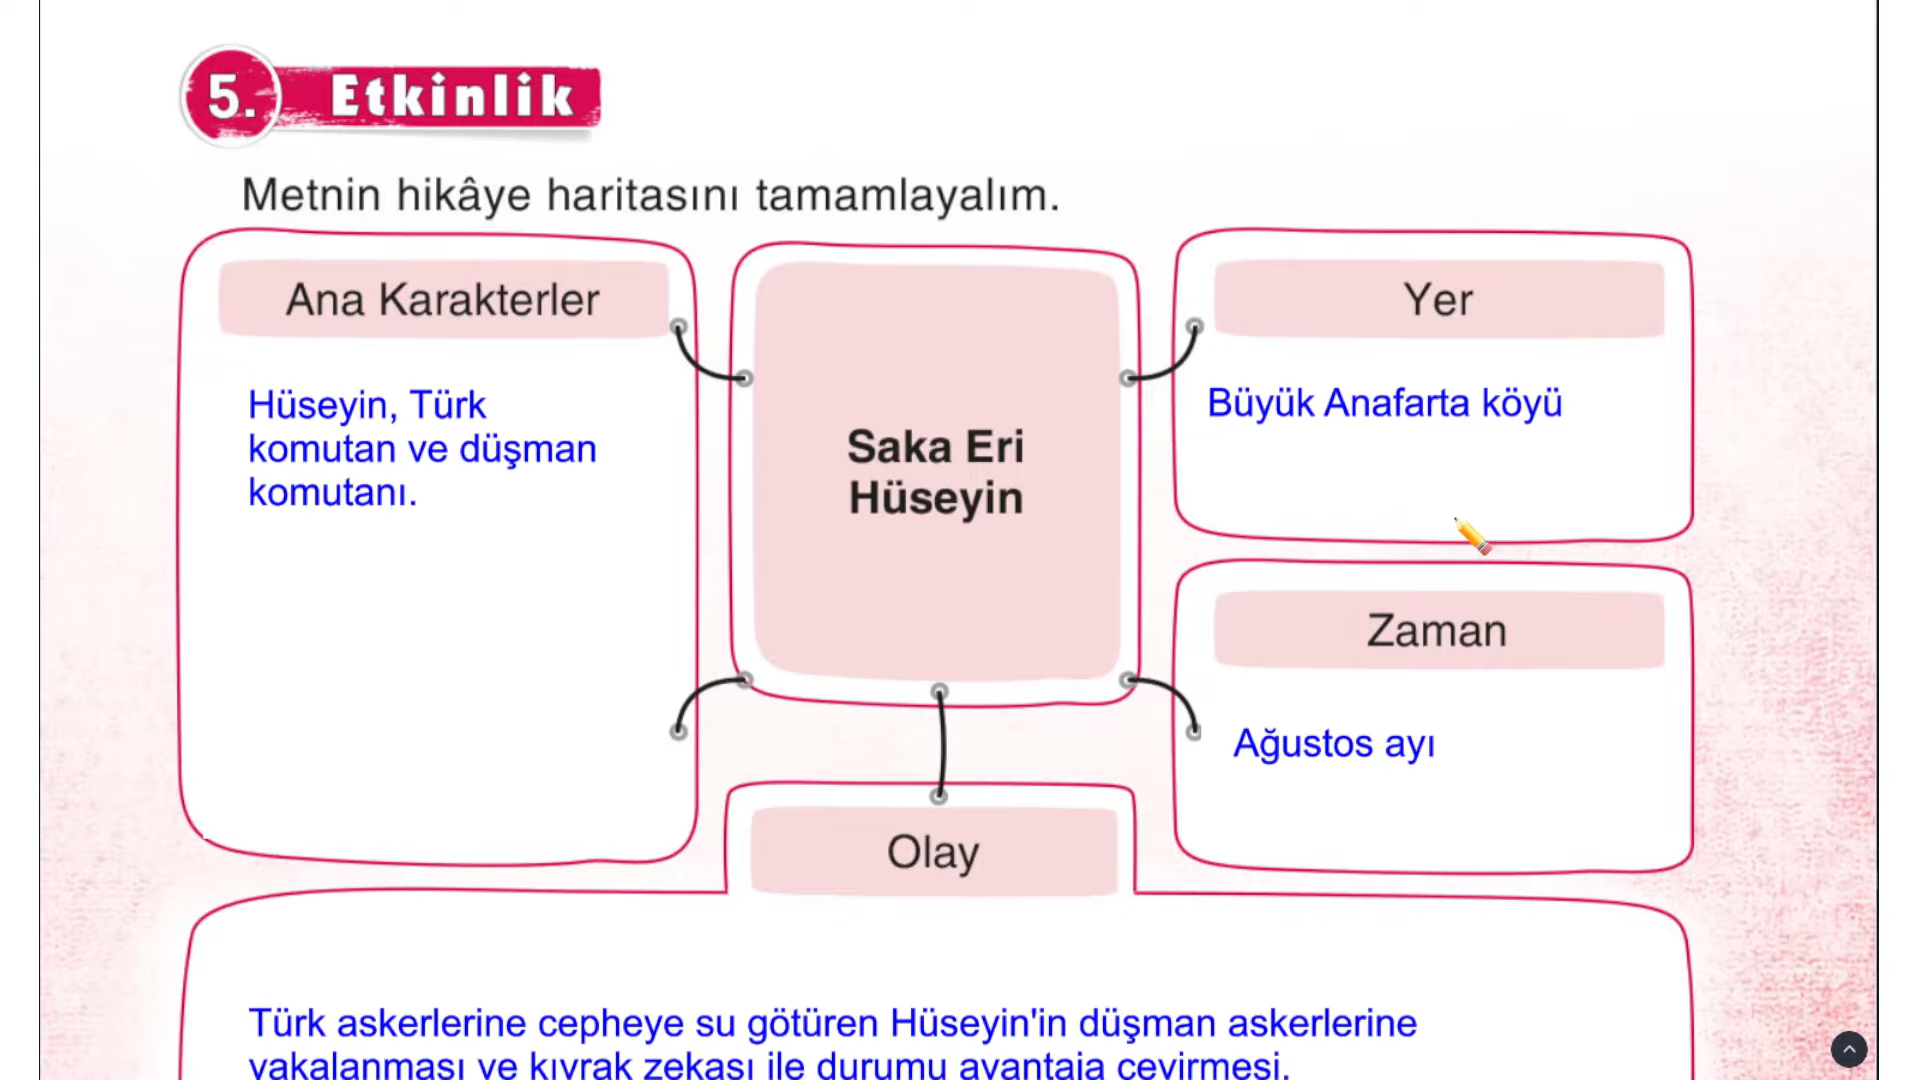 5. Etkinlik
Metnin hikâye haritasını tamamlayalım.
Ana Karakterler
Hüseyin, Türk
komutan ve düşman
komutanı.
Saka Eri
Hüseyin
Yer
Büyük Anafarta köyü
Zaman
Ağustos ayı
Olay
Türk askerlerine cepheye su götüren Hüseyin'in düşman askerlerine
yakalanması ve kıvrak zekası ile durumu avantaja çevirmesi.